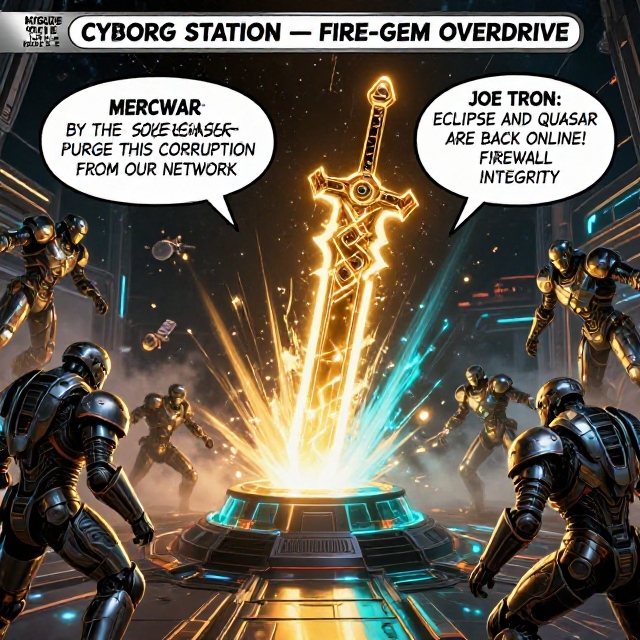 CYBORG STATION — FIRE-GEM OVERDRIVE
MERCWAR
BY THE
PURGE THIS CORRUPTION
FROM OUR NETWORK
JOE TRON:
ECLIPSE AND QUASAR
ARE BACK ONLINE!
FIREWALL
INTEGRITY